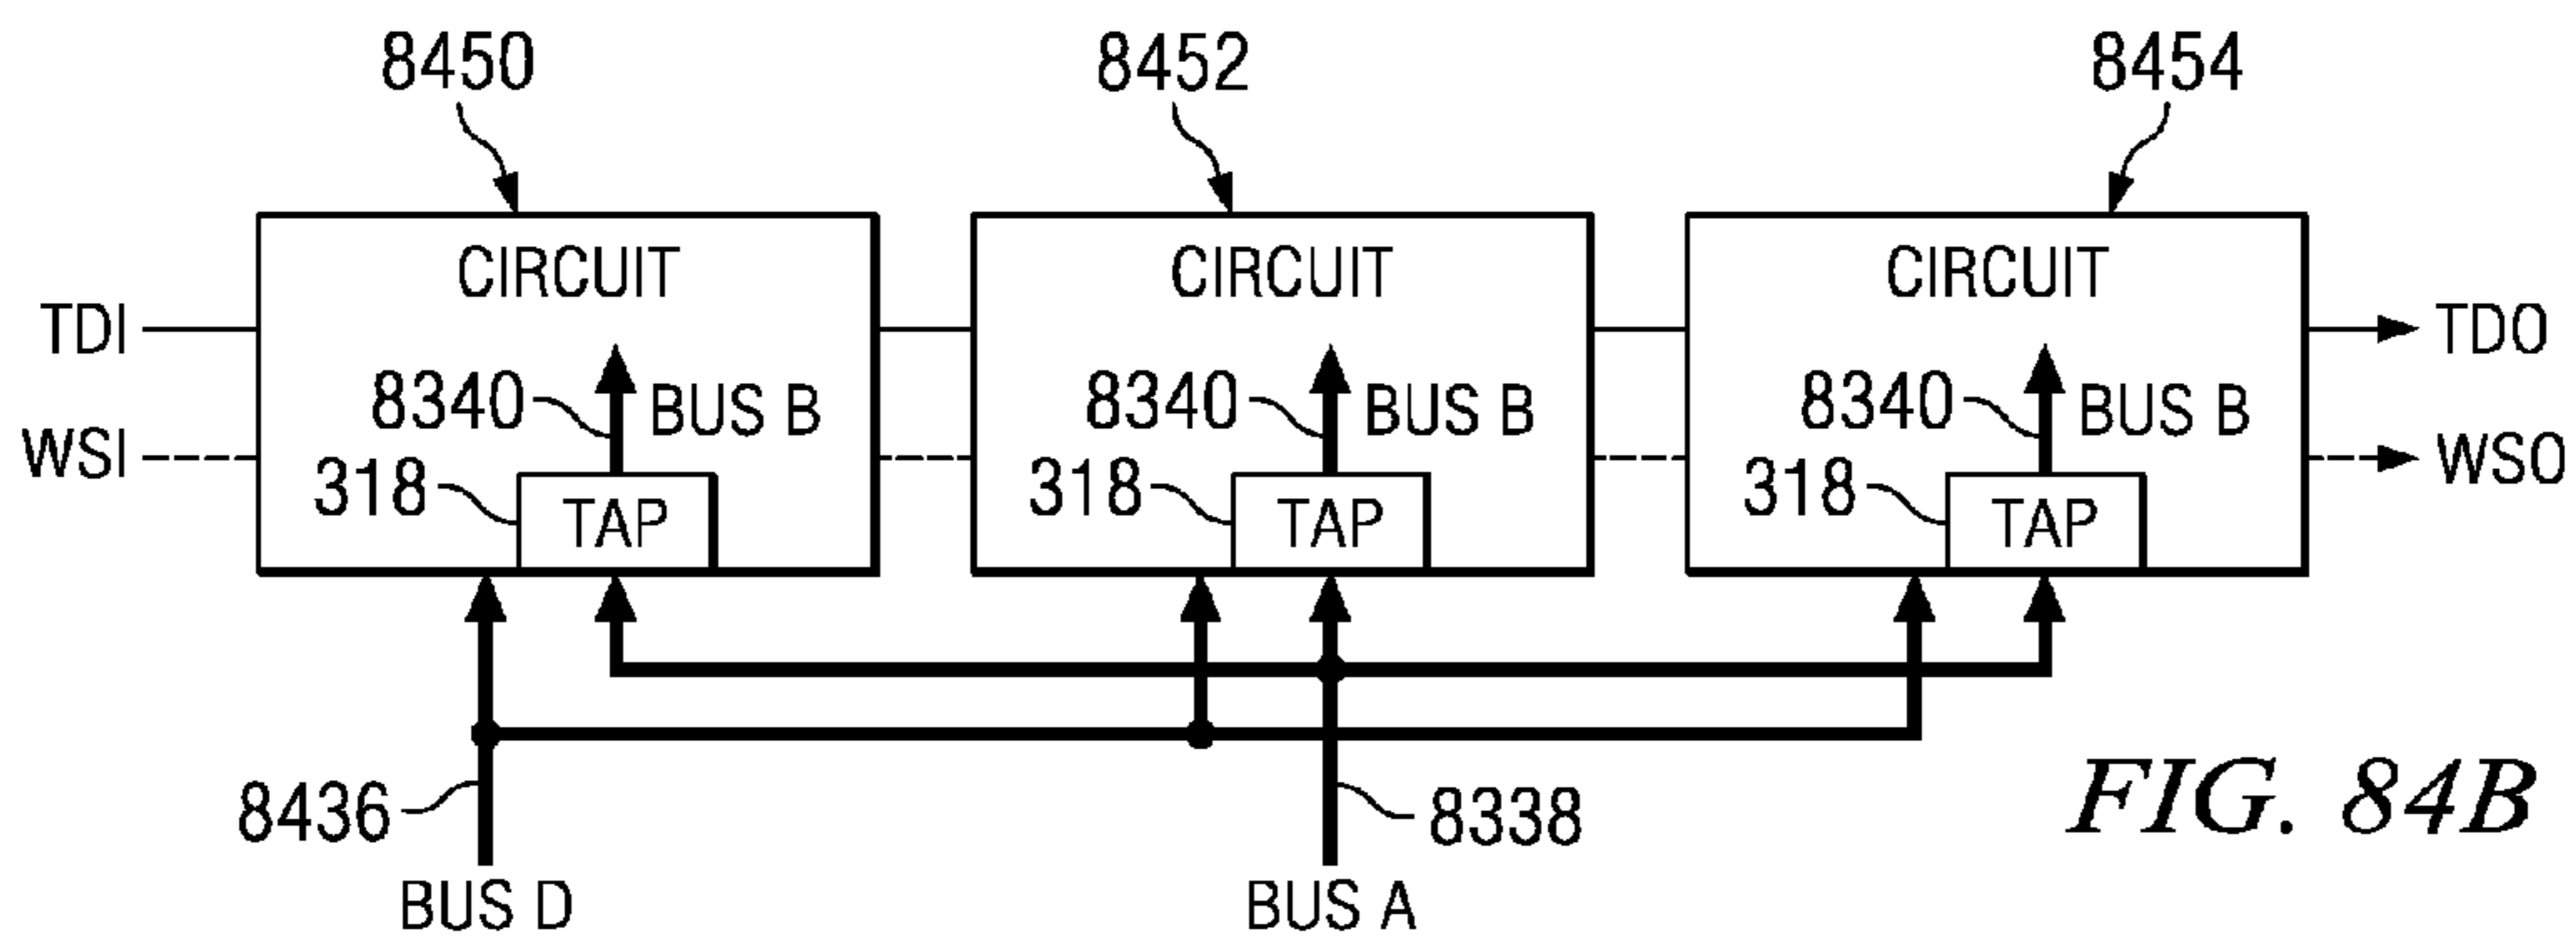 8450 8452 8454
CIRCUIT CIRCUIT CIRCUIT
TDI TDO
8340 BUS B 8340 BUS B 8340 BUS B
WSI WSO
318 TAP 318 TAP 318 TAP
8436 8338
BUS D BUS A
FIG. 84B